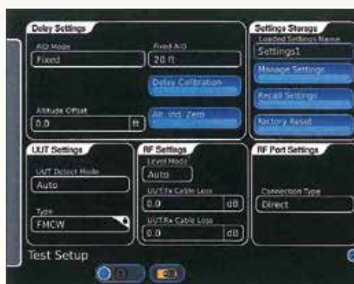 Delay Settings
AID Mode
Fixed
Fixed AID
20 ft
Delay Calibration
Altitude Offset
0.0 ft
Alt. Ind. Zero
Settings Storage
Loaded Settings Name
Settings1
Manage Settings
Recall Settings
Factory Reset
UUT Settings
UUT Detect Mode
Auto
Type
FMCW
RF Settings
Level Mode
Auto
UUT:Tx Cable Loss
0.0 dB
UUT:Rx Cable Loss
0.0 dB
RF Port Settings
Connection Type
Direct
Test Setup